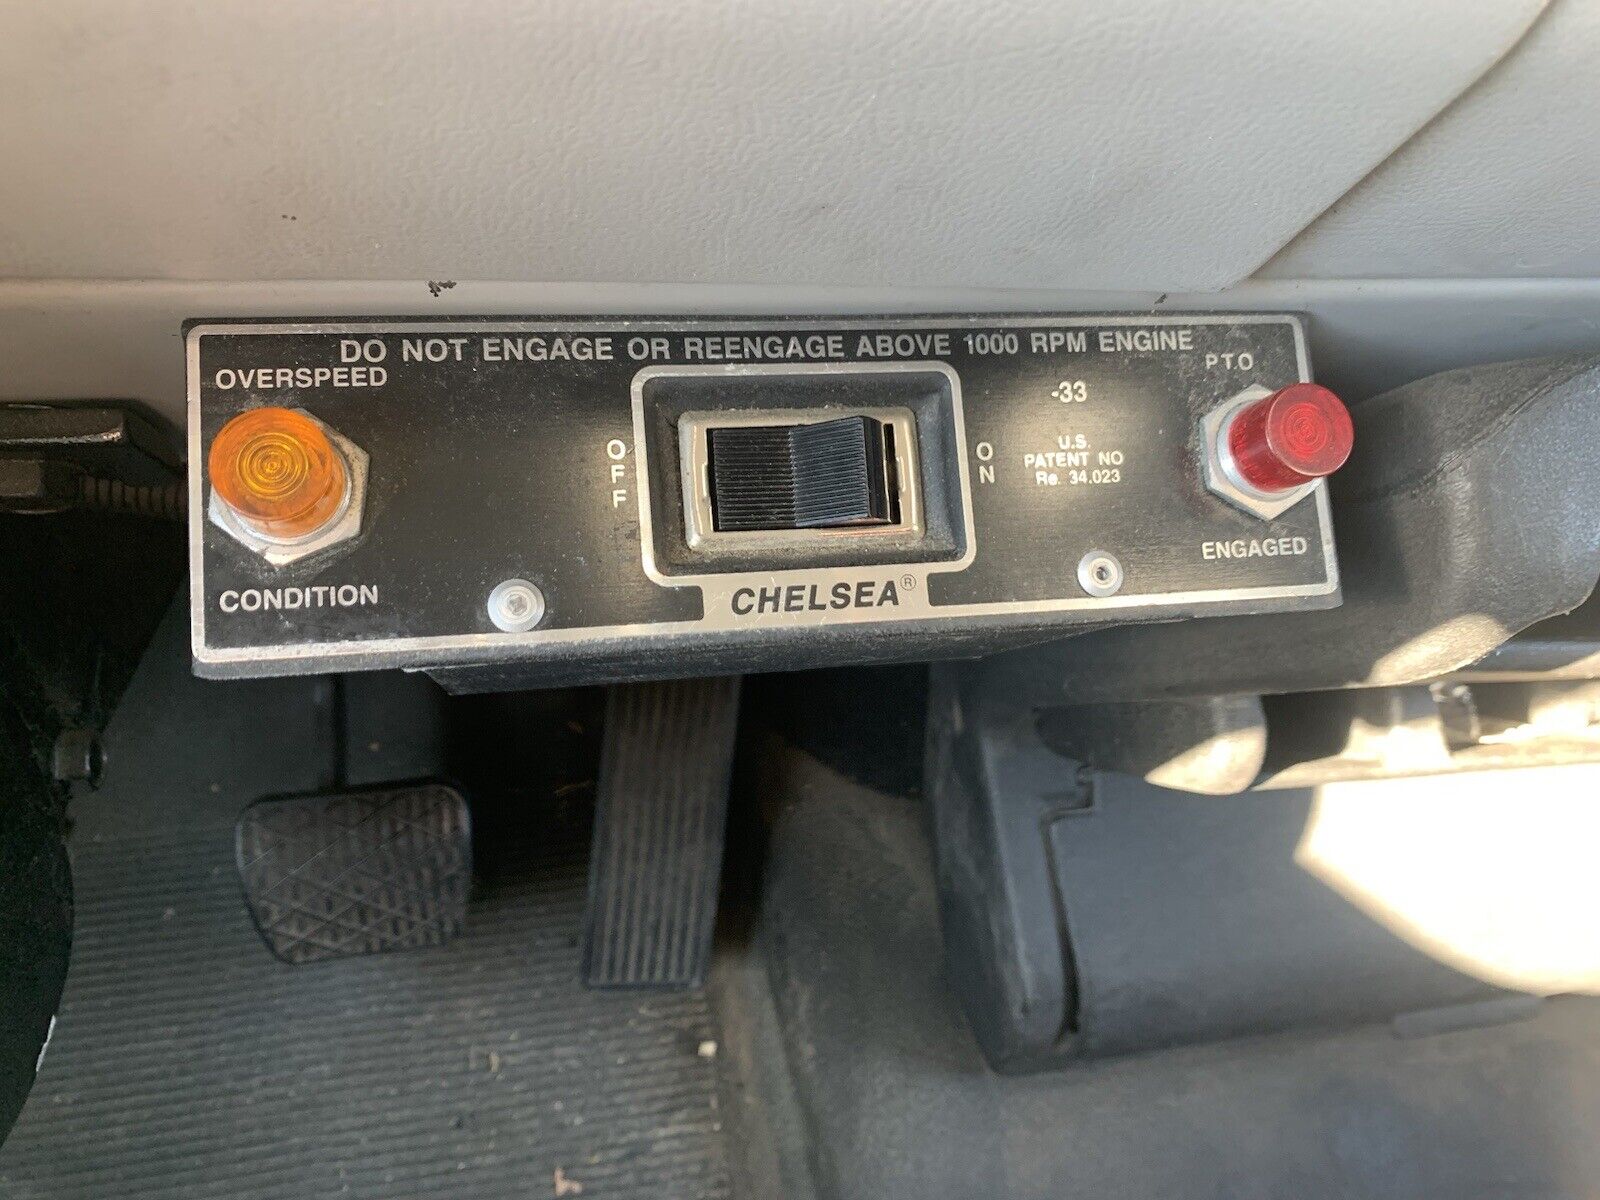 DO NOT ENGAGE OR REENGAGE ABOVE 1000 RPM ENGINE
OVERSPEED
CONDITION
OFF
ON
CHELSEA®
-33
U.S.
PATENT NO
Re. 34.023
P.T.O
ENGAGED